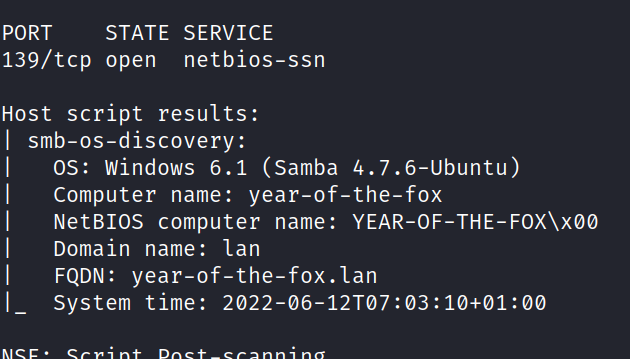 PORT    STATE SERVICE
139/tcp open  netbios-ssn
Host script results:
| smb-os-discovery:
|   OS: Windows 6.1 (Samba 4.7.6-Ubuntu)
|   Computer name: year-of-the-fox
|   NetBIOS computer name: YEAR-OF-THE-FOX\x00
|   Domain name: lan
|   FQDN: year-of-the-fox.lan
|_  System time: 2022-06-12T07:03:10+01:00
NSE: Script Post-scanning